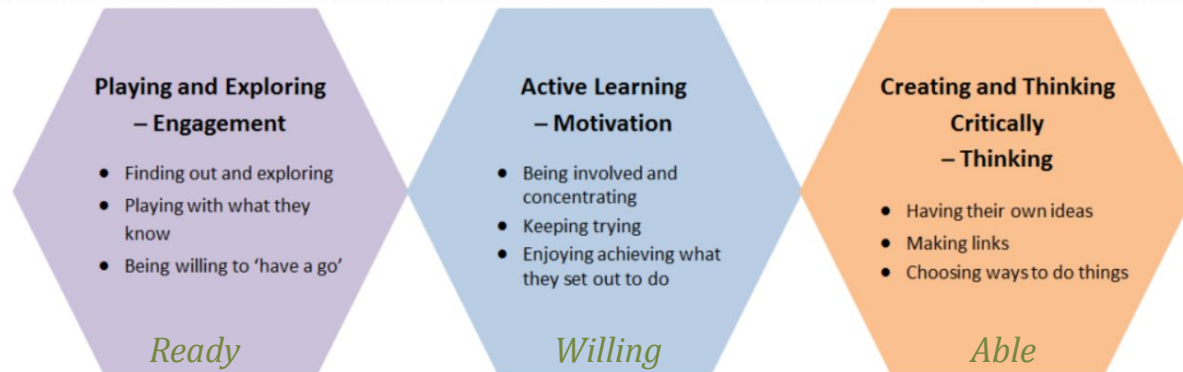 Playing and Exploring
– Engagement
● Finding out and exploring
● Playing with what they
know
● Being willing to ‘have a go’
Ready
Active Learning
– Motivation
● Being involved and
concentrating
● Keeping trying
● Enjoying achieving what
they set out to do
Willing
Creating and Thinking
Critically
– Thinking
● Having their own ideas
● Making links
● Choosing ways to do things
Able